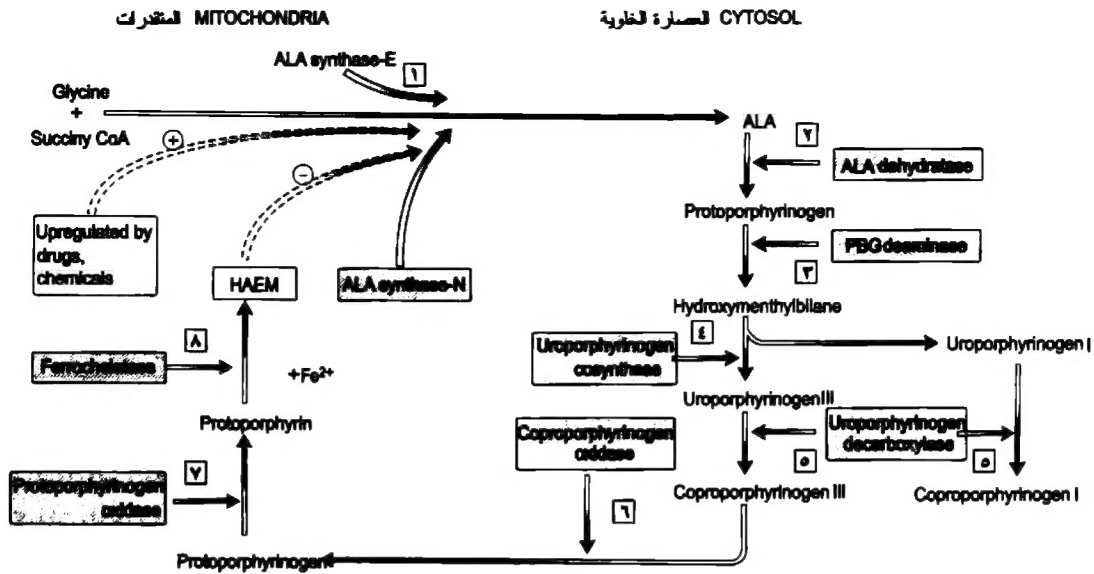 المتقدرات MITOCHONDRIA
العصارة الخلوية CYTOSOL
ALA synthase-E
١
Glycine
+
Succiny CoA
ALA
٢
ALA dehydratase
+
−
Upregulated by
drugs,
chemicals
Protoporphyrinogen
PBG deaminase
٣
HAEM
ALA synthase-N
Hydroxymenthylbilane
٨
Ferrochelatase
+Fe²⁺
Uroporphyrinogen
cosynthase
٤
Uroporphyrinogen I
Uroporphyrinogen III
Protoporphyrin
Coproporphyrinogen
oxidase
Uroporphyrinogen
decarboxylase
٥
٥
٧
Protoporphyrinogen
oxidase
Coproporphyrinogen III
Coproporphyrinogen I
٦
Protoporphyrinogen